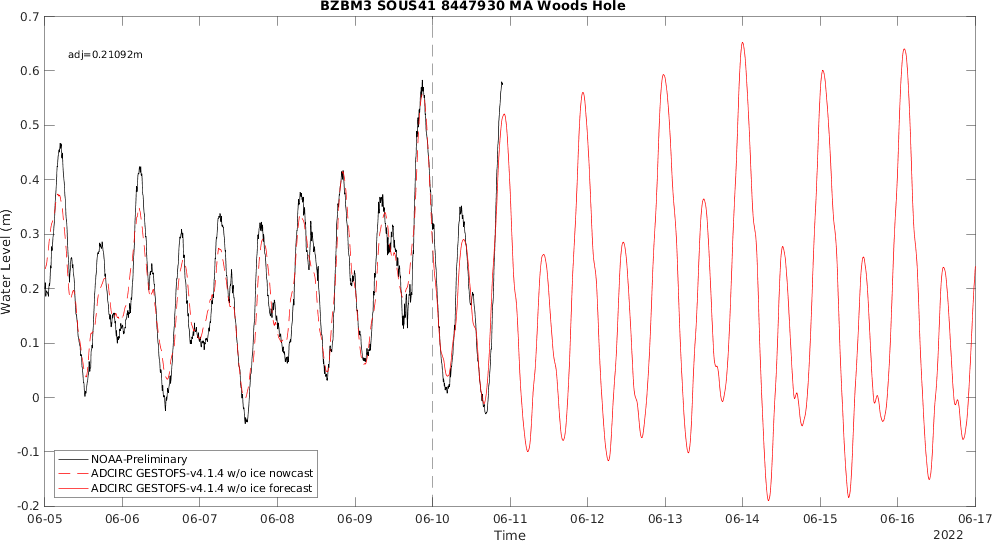 BZBM3 SOUS41 8447930 MA Woods Hole
adj=0.21092m
Water Level (m)
0.7
0.6
0.5
0.4
0.3
0.2
0.1
0
-0.1
-0.2
NOAA-Preliminary
ADCIRC GESTOFS-v4.1.4 w/o ice nowcast
ADCIRC GESTOFS-v4.1.4 w/o ice forecast
06-05 06-06 06-07 06-08 06-09 06-10 06-11 06-12 06-13 06-14 06-15 06-16 06-17
Time
2022